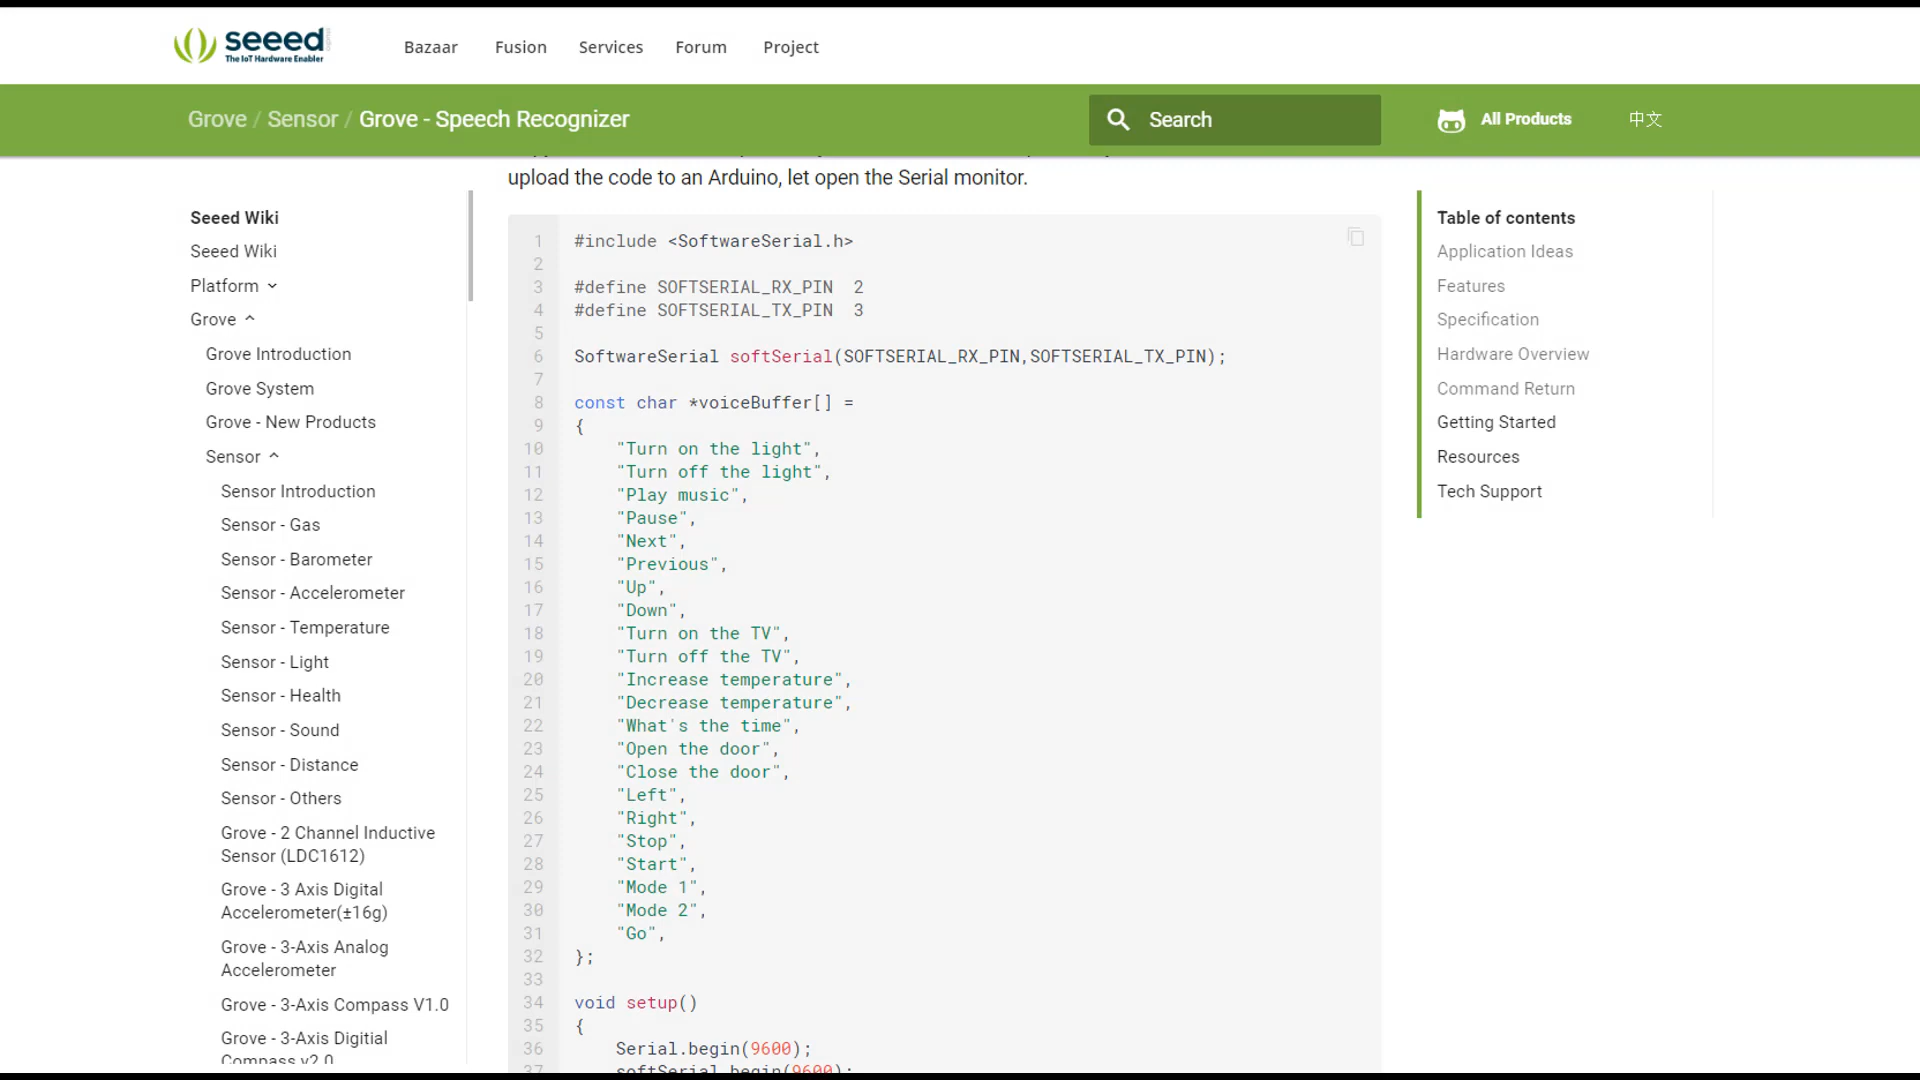 seeed
The IoT Hardware Enabler
Bazaar
Fusion
Services
Forum
Project
Grove / Sensor / Grove - Speech Recognizer
Search
All Products
中文
Seeed Wiki
Seeed Wiki
Platform
Grove
Grove Introduction
Grove System
Grove - New Products
Sensor
Sensor Introduction
Sensor - Gas
Sensor - Barometer
Sensor - Accelerometer
Sensor - Temperature
Sensor - Light
Sensor - Health
Sensor - Sound
Sensor - Distance
Sensor - Others
Grove - 2 Channel Inductive
Sensor (LDC1612)
Grove - 3 Axis Digital
Accelerometer(±16g)
Grove - 3-Axis Analog
Accelerometer
Grove - 3-Axis Compass V1.0
Grove - 3-Axis Digitial
Compass v2.0
upload the code to an Arduino, let open the Serial monitor.
1 #include <SoftwareSerial.h>
2
3 #define SOFTSERIAL_RX_PIN  2
4 #define SOFTSERIAL_TX_PIN  3
5
6 SoftwareSerial softSerial(SOFTSERIAL_RX_PIN,SOFTSERIAL_TX_PIN);
7
8 const char *voiceBuffer[] =
9 {
10     "Turn on the light",
11     "Turn off the light",
12     "Play music",
13     "Pause",
14     "Next",
15     "Previous",
16     "Up",
17     "Down",
18     "Turn on the TV",
19     "Turn off the TV",
20     "Increase temperature",
21     "Decrease temperature",
22     "What's the time",
23     "Open the door",
24     "Close the door",
25     "Left",
26     "Right",
27     "Stop",
28     "Start",
29     "Mode 1",
30     "Mode 2",
31     "Go",
32 };
33
34 void setup()
35 {
36     Serial.begin(9600);
37     softSerial.begin(9600);
Table of contents
Application Ideas
Features
Specification
Hardware Overview
Command Return
Getting Started
Resources
Tech Support